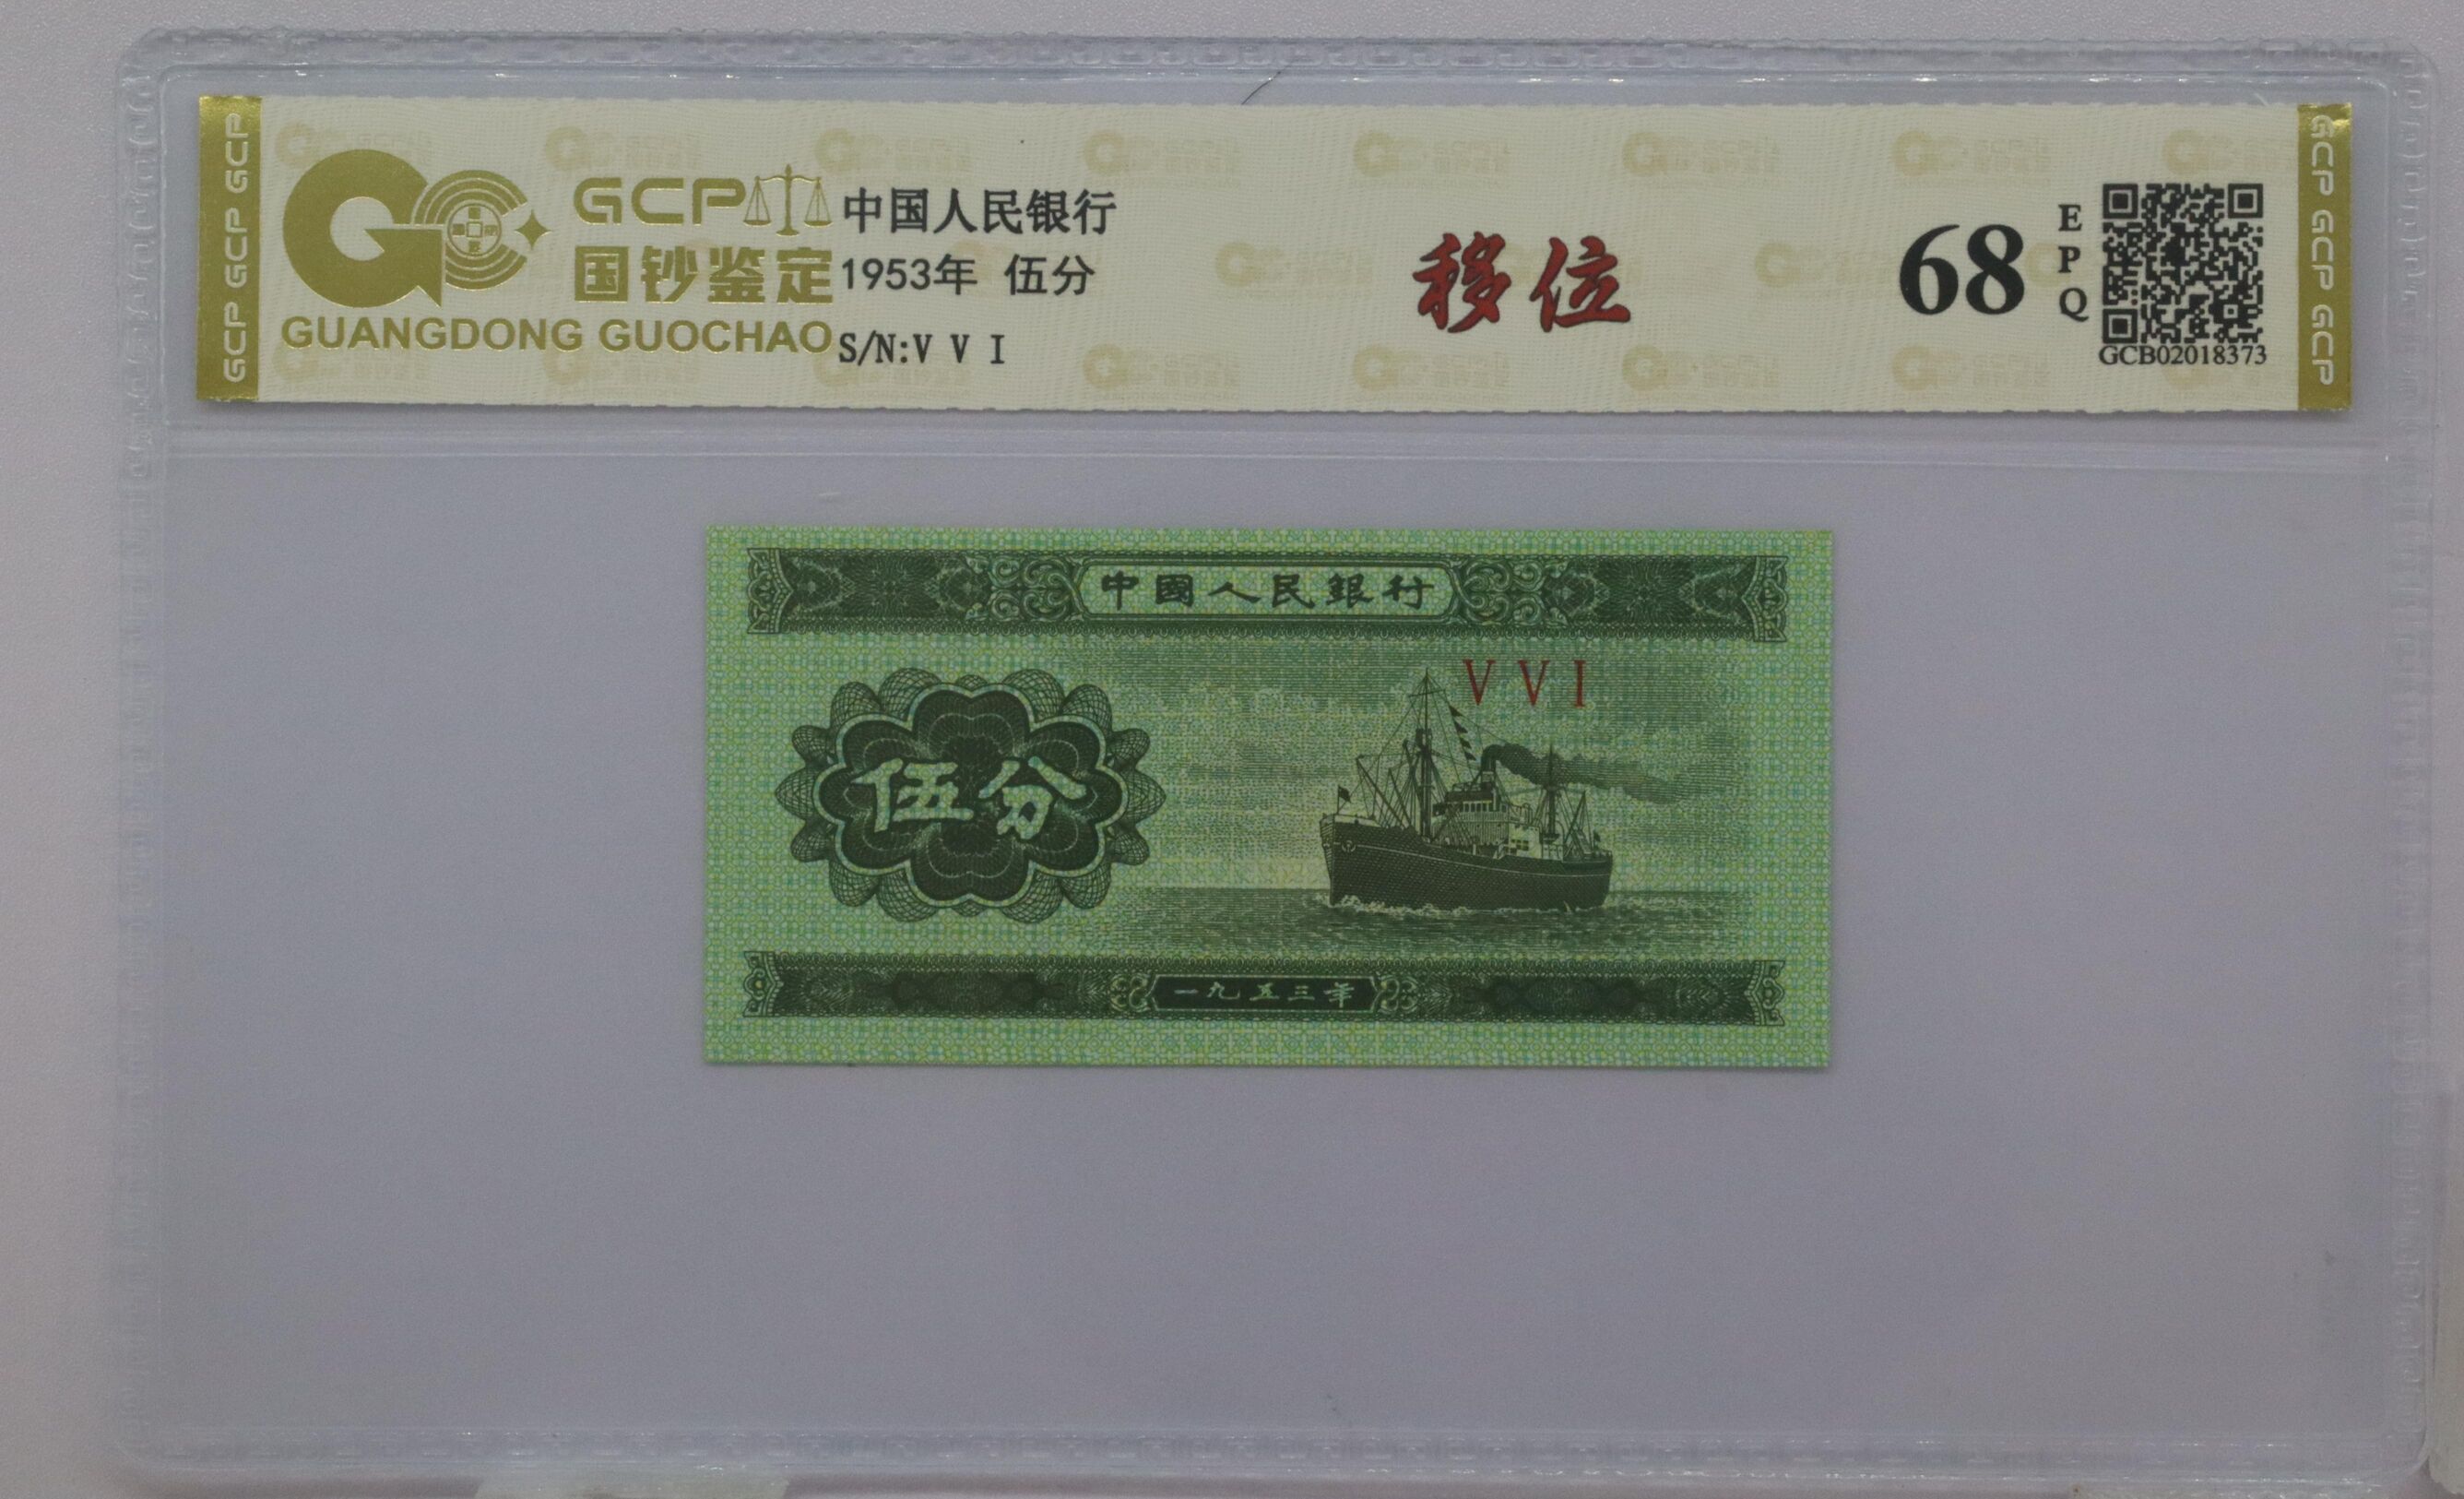 GCP GCP GCP
GCP
国钞鉴定
GUANGDONG GUOCHAO
中国人民银行
1953年 伍分
S/N:V V I
移位
68
EPQ
GCB02018373
GCP GCP GCP
中國人民銀行
V V I
伍分
一九五三年